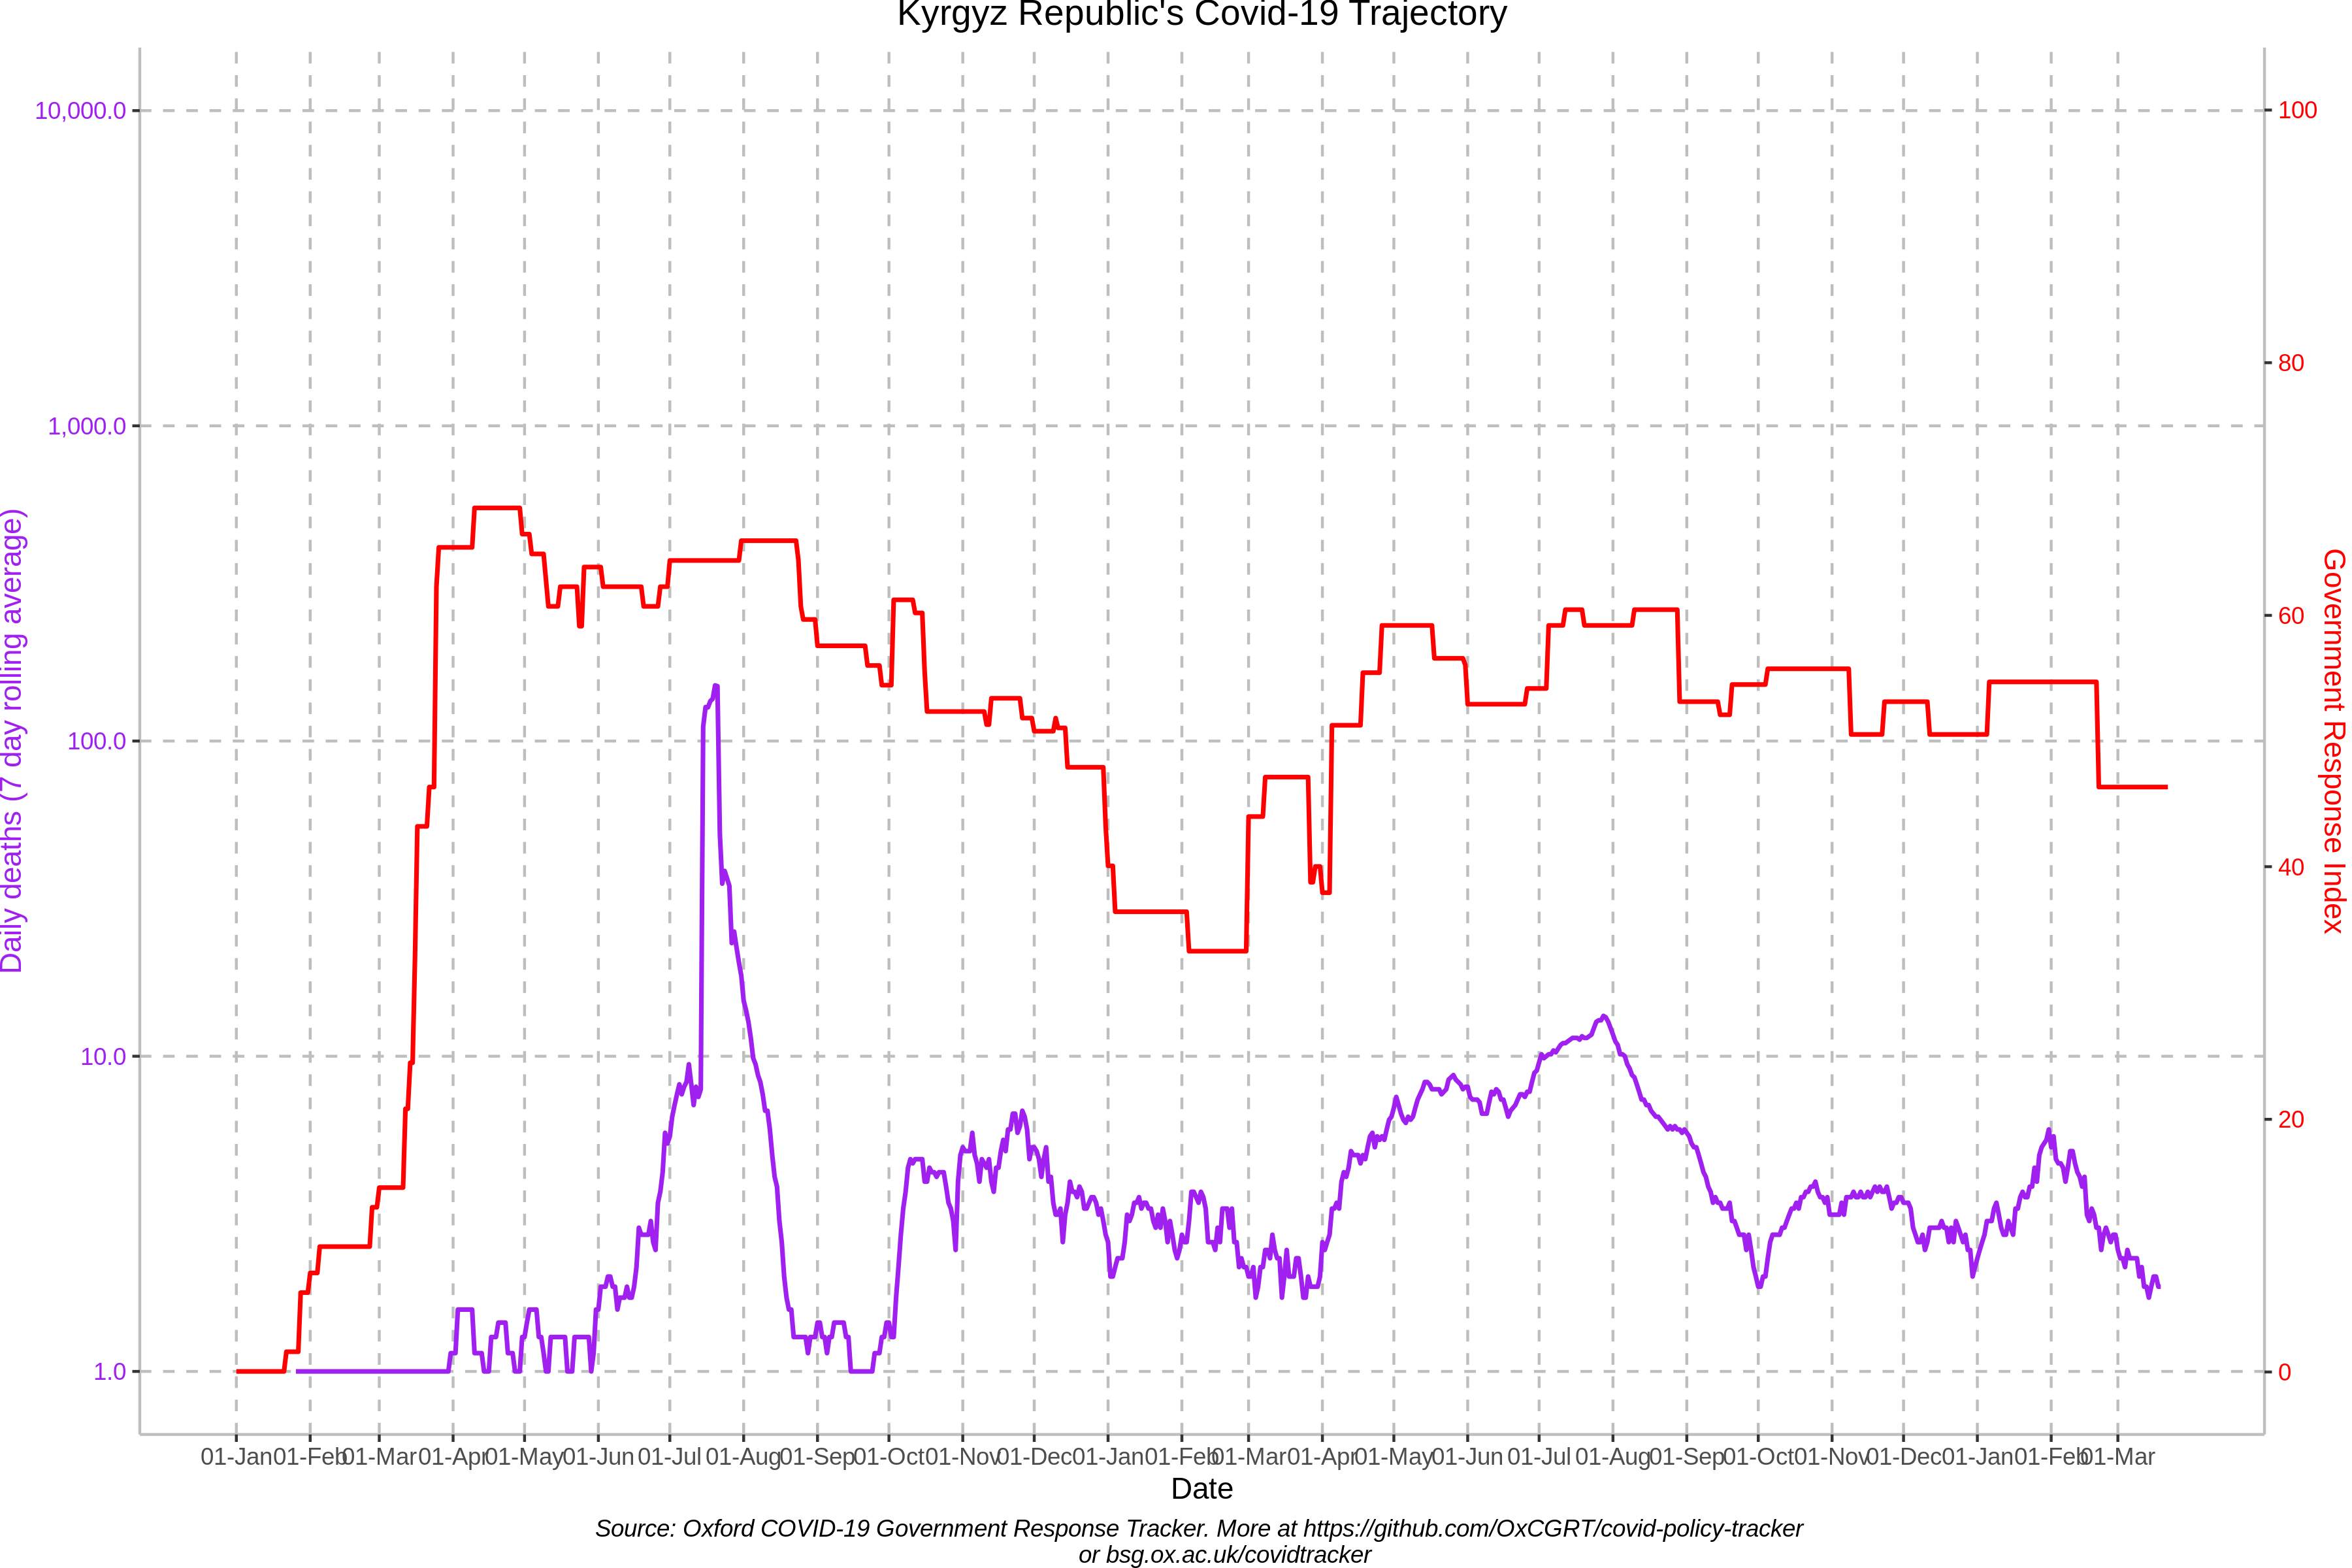 Kyrgyz Republic's Covid-19 Trajectory
10,000.0
1,000.0
100.0
10.0
1.0
Daily deaths (7 day rolling average)
100
80
60
40
20
0
Government Response Index
01-Jan 01-Feb 01-Mar 01-Apr 01-May 01-Jun 01-Jul 01-Aug 01-Sep 01-Oct 01-Nov 01-Dec 01-Jan 01-Feb 01-Mar 01-Apr 01-May 01-Jun 01-Jul 01-Aug 01-Sep 01-Oct 01-Nov 01-Dec 01-Jan 01-Feb 01-Mar
Date
Source: Oxford COVID-19 Government Response Tracker. More at https://github.com/OxCGRT/covid-policy-tracker
or bsg.ox.ac.uk/covidtracker